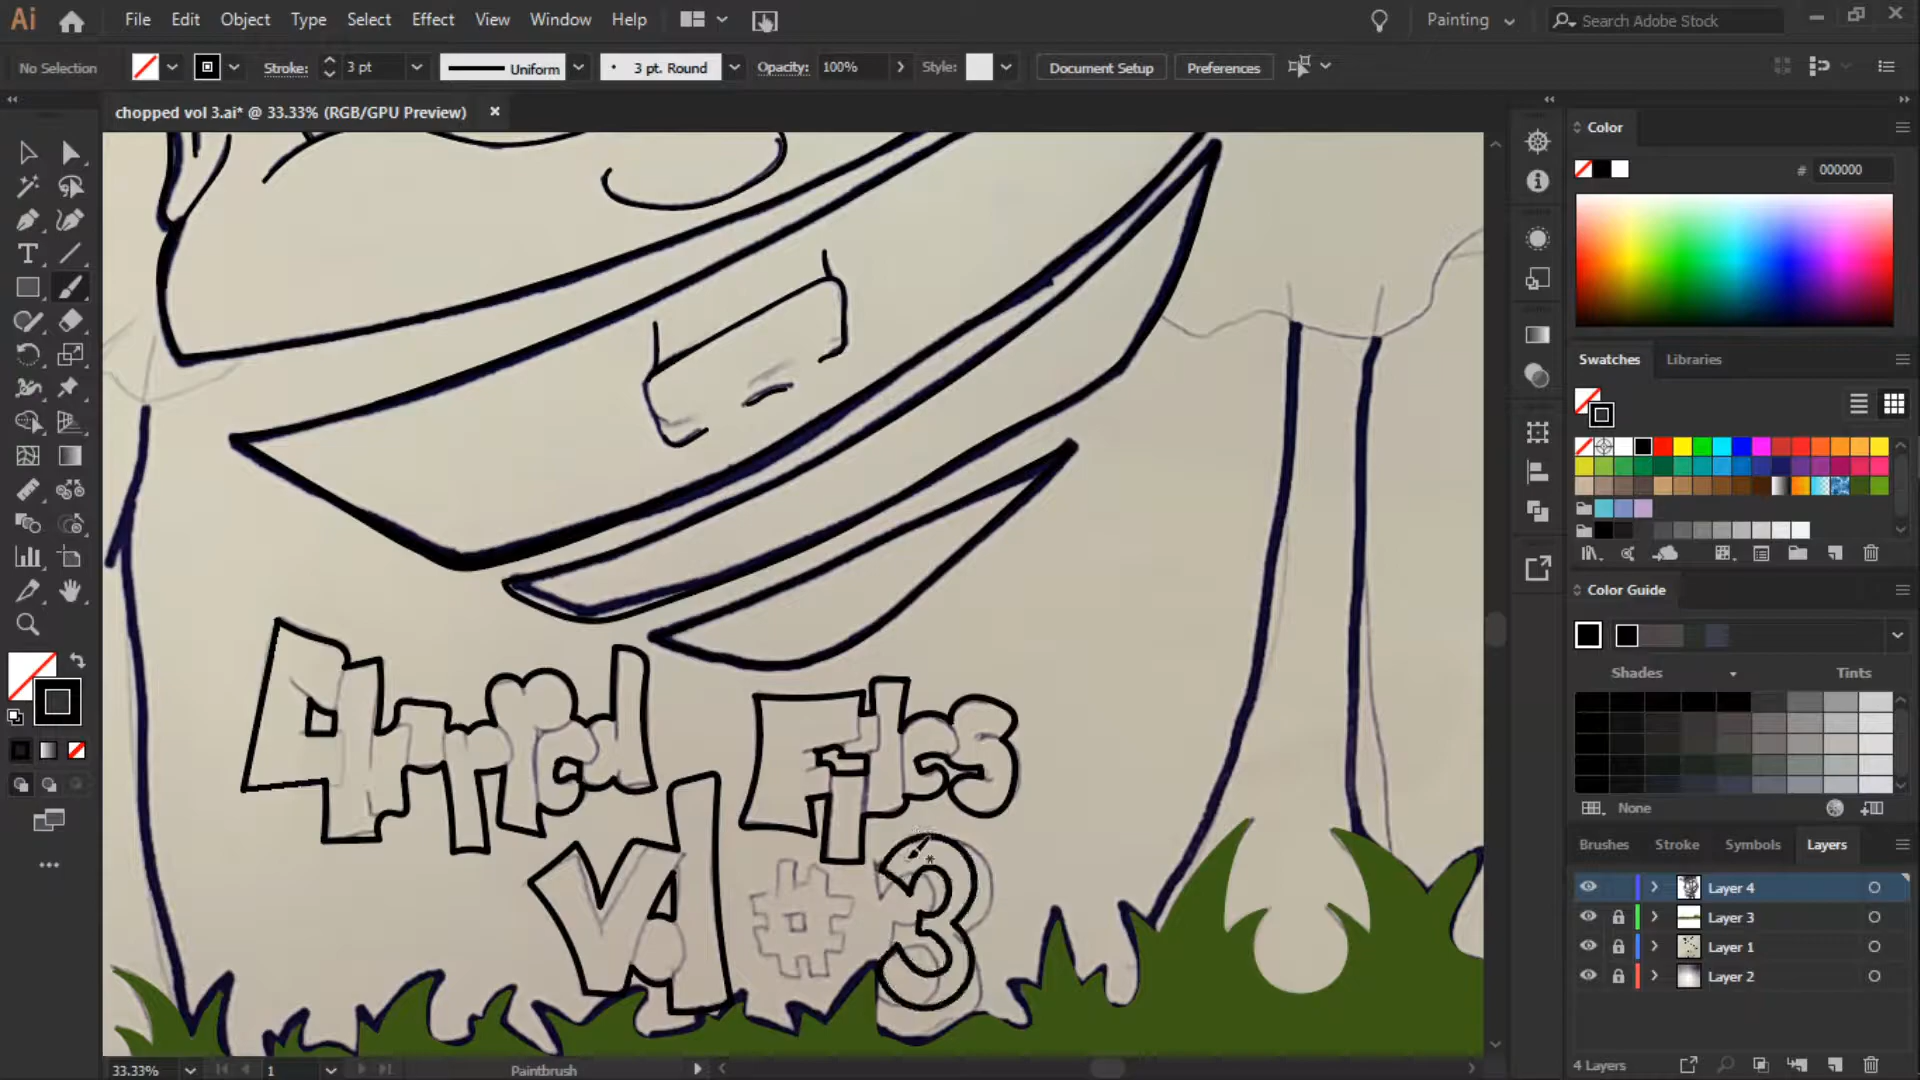 Ai File Edit Object Type Select Effect View Window Help Painting Search Adobe Stock
No Selection Stroke: 3 pt Uniform 3 pt. Round Opacity: 100% Style: Document Setup Preferences
chopped vol 3.ai* @ 33.33% (RGB/GPU Preview)
Color
# 000000
Swatches Libraries
Color Guide
Shades Tints
None
Brushes Stroke Symbols Layers
Layer 4
Layer 3
Layer 1
Layer 2
4 Layers
Files
vol # 3
33.33% 1 Paintbrush